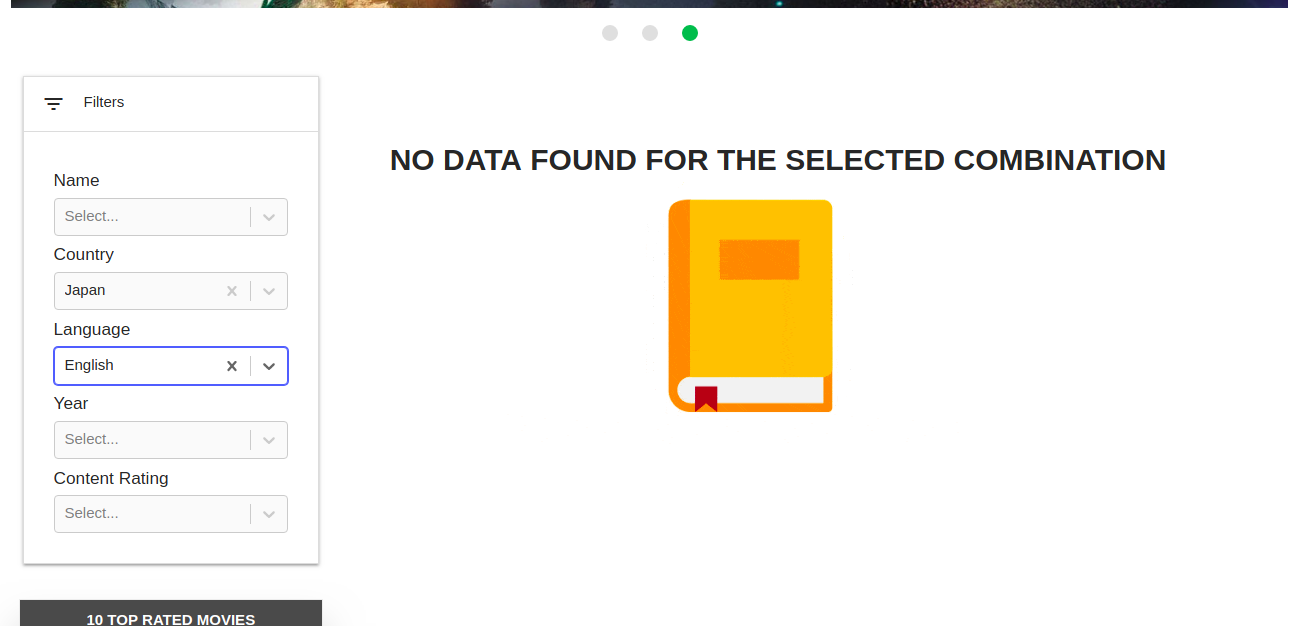 Filters
NO DATA FOUND FOR THE SELECTED COMBINATION
Name
Select...
Country
Japan
Language
English
Year
Select...
Content Rating
Select...
10 TOP RATED MOVIES